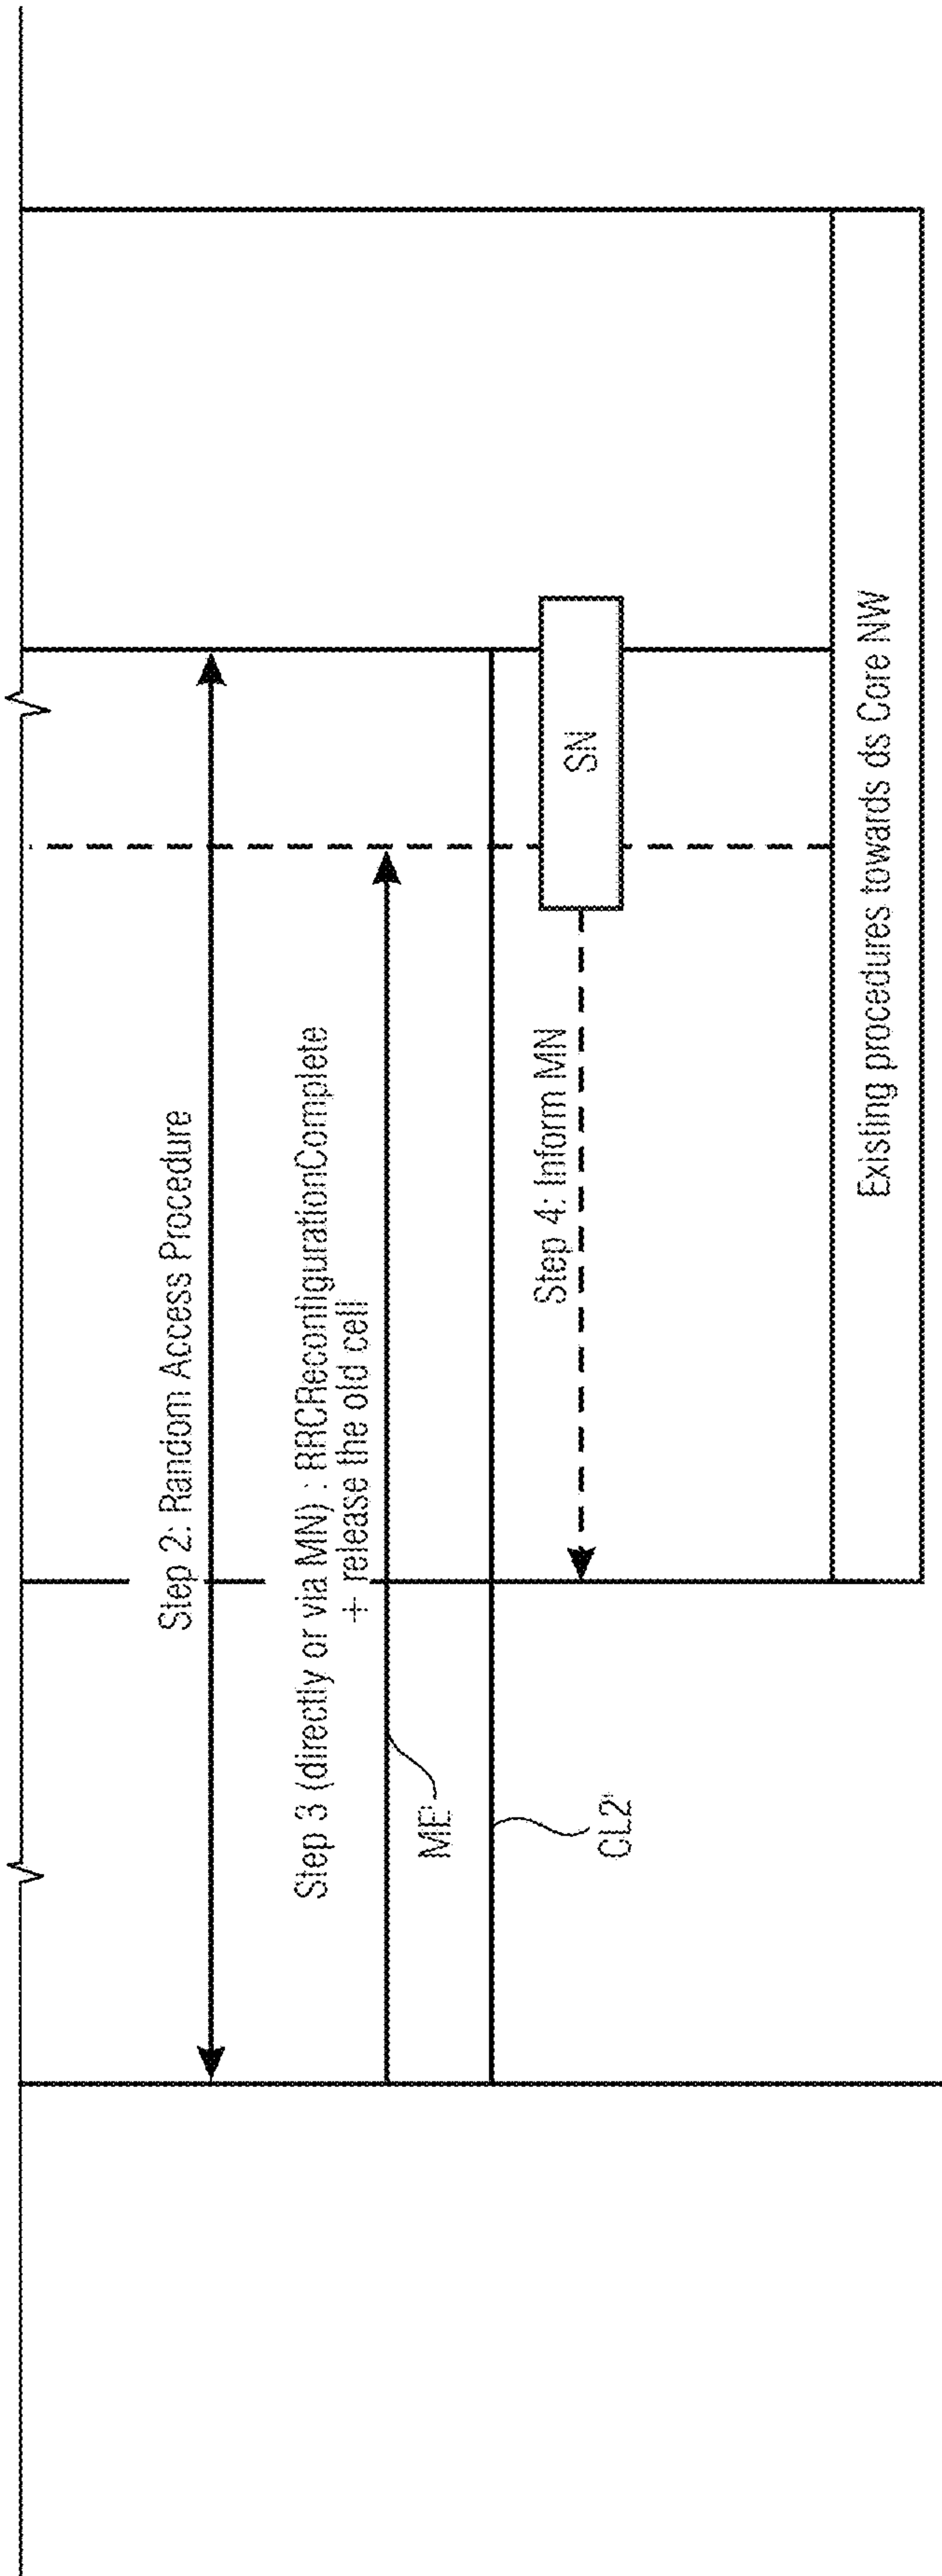 Step 2: Random Access Procedure
Step 3 (directly or via MN) : RRCReconfigurationComplete
+ release the old cell
ME'
CL2'
Step 4: Inform MN
SN
Existing procedures towards ds Core NW